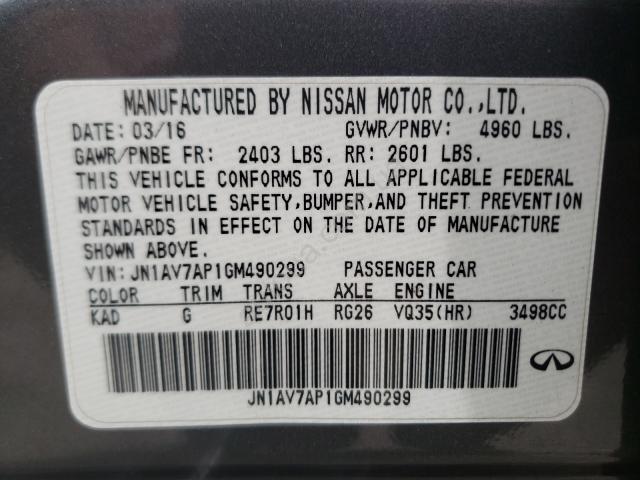 MANUFACTURED BY NISSAN MOTOR CO.,LTD.
DATE: 03/16 GVWR/PNBV: 4960 LBS.
GAWR/PNBE FR: 2403 LBS. RR: 2601 LBS.
THIS VEHICLE CONFORMS TO ALL APPLICABLE FEDERAL
MOTOR VEHICLE SAFETY,BUMPER,AND THEFT PREVENTION
STANDARDS IN EFFECT ON THE DATE OF MANUFACTURE
SHOWN ABOVE.
VIN:JN1AV7AP1GM490299 PASSENGER CAR
COLOR TRIM TRANS AXLE ENGINE
KAD G RE7R01H RG26 VQ35(HR) 3498CC
JN1AV7AP1GM490299